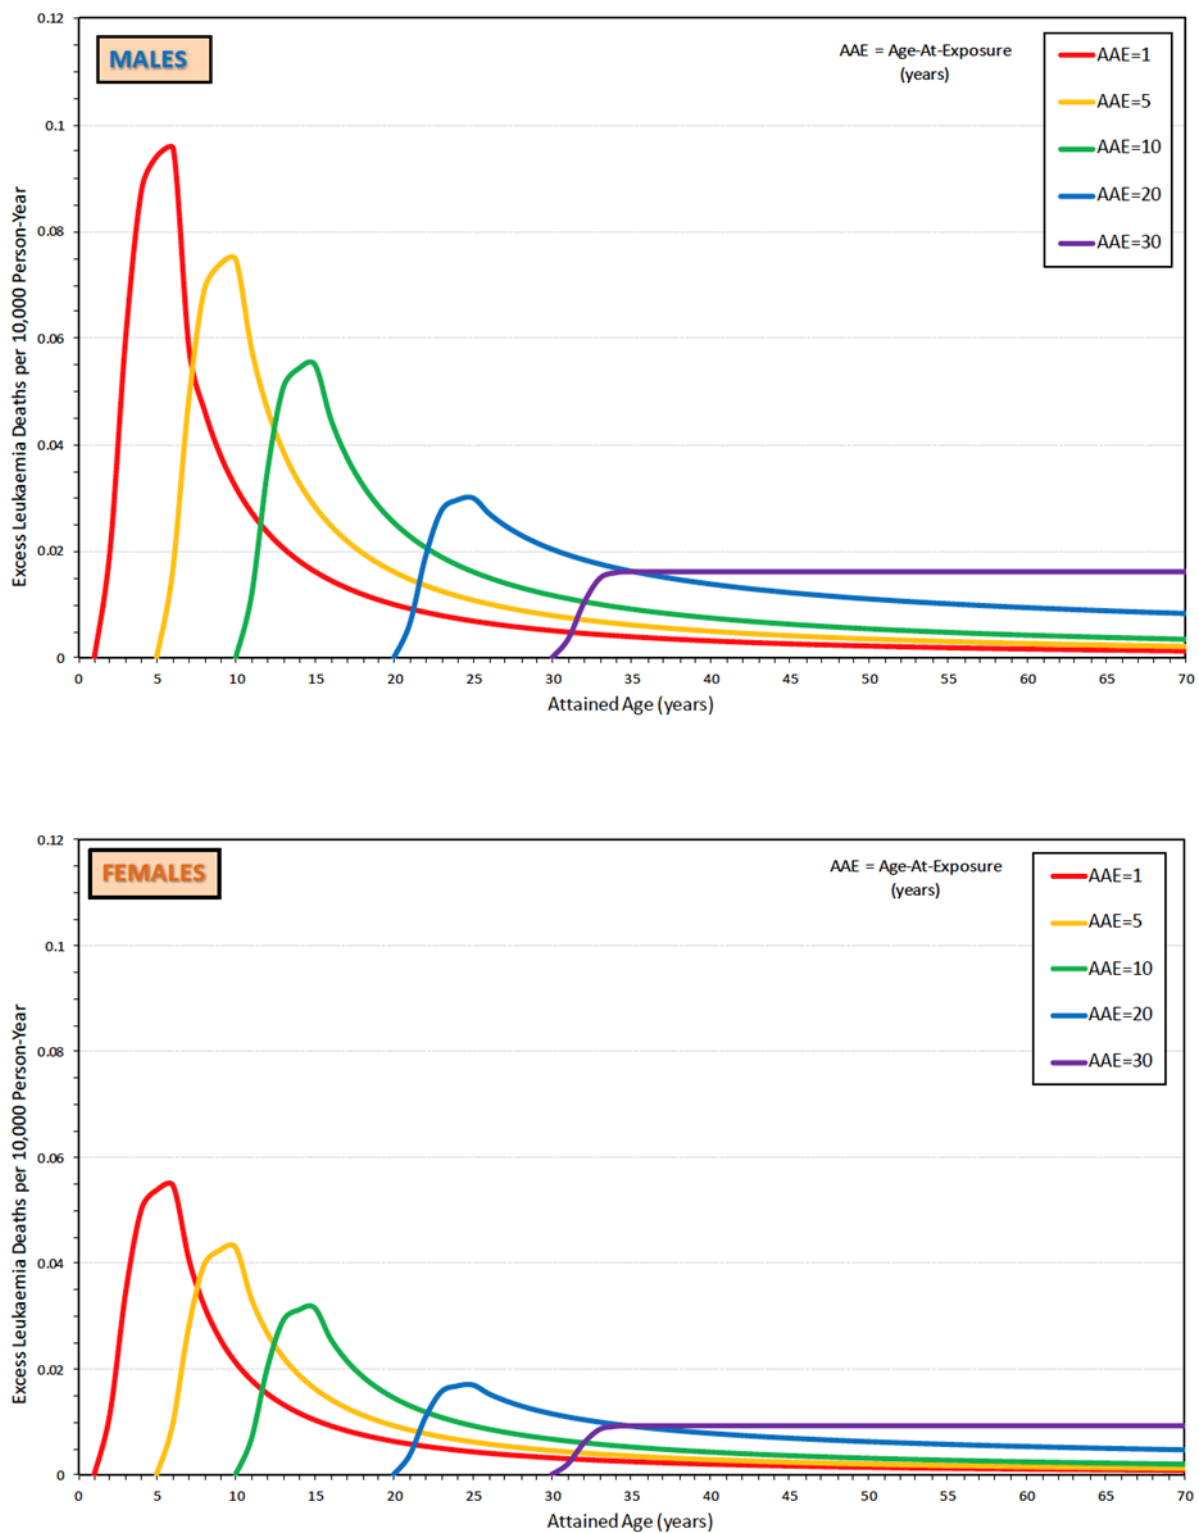 MALES
AAE = Age-At-Exposure
(years)
AAE=1
AAE=5
AAE=10
AAE=20
AAE=30
Excess Leukaemia Deaths per 10,000 Person-Year
0.12
0.1
0.08
0.06
0.04
0.02
0
0 5 10 15 20 25 30 35 40 45 50 55 60 65 70
Attained Age (years)
FEMALES
AAE = Age-At-Exposure
(years)
AAE=1
AAE=5
AAE=10
AAE=20
AAE=30
Excess Leukaemia Deaths per 10,000 Person-Year
0.12
0.1
0.08
0.06
0.04
0.02
0
0 5 10 15 20 25 30 35 40 45 50 55 60 65 70
Attained Age (years)